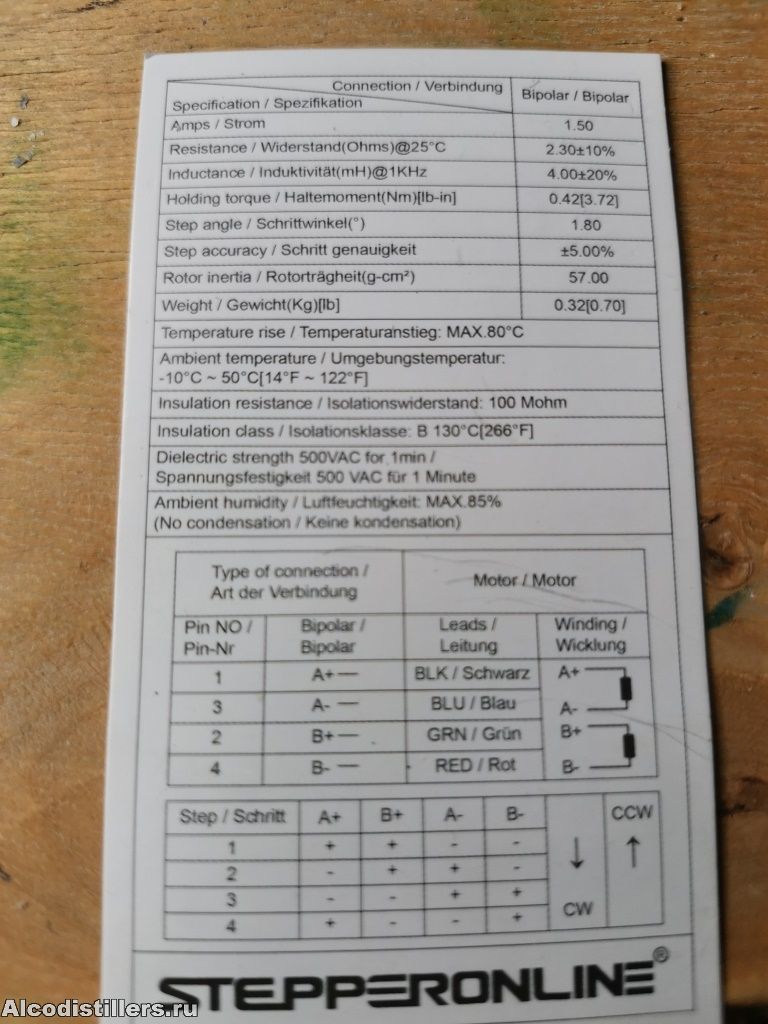 Connection / Verbindung
Specification / Spezifikation
Bipolar / Bipolar
Amps / Strom 1.50
Resistance / Widerstand(Ohms)@25°C 2.30±10%
Inductance / Induktivität(mH)@1KHz 4.00±20%
Holding torque / Haltemoment(Nm)[lb-in] 0.42[3.72]
Step angle / Schrittwinkel(°) 1.80
Step accuracy / Schritt genauigkeit ±5.00%
Rotor inertia / Rotorträgheit(g-cm²) 57.00
Weight / Gewicht(Kg)[lb] 0.32[0.70]
Temperature rise / Temperaturanstieg: MAX.80°C
Ambient temperature / Umgebungstemperatur:
-10°C ~ 50°C[14°F ~ 122°F]
Insulation resistance / Isolationswiderstand: 100 Mohm
Insulation class / Isolationsklasse: B 130°C[266°F]
Dielectric strength 500VAC for 1min /
Spannungsfestigkeit 500 VAC für 1 Minute
Ambient humidity / Luftfeuchtigkeit: MAX.85%
(No condensation / Keine kondensation)
Type of connection / Motor / Motor
Art der Verbindung
Pin NO / Bipolar / Leads / Winding /
Pin-Nr Bipolar Leitung Wicklung
1 A+ — BLK / Schwarz A+
3 A- — BLU / Blau A-
2 B+ — GRN / Grün B+
4 B- — RED / Rot B-
Step / Schritt A+ B+ A- B- CCW
1 + + - -
2 - + + - ↓ ↑
3 - - + +
4 + - - + CW
STEPPERONLINE®
Alcodistillers.ru